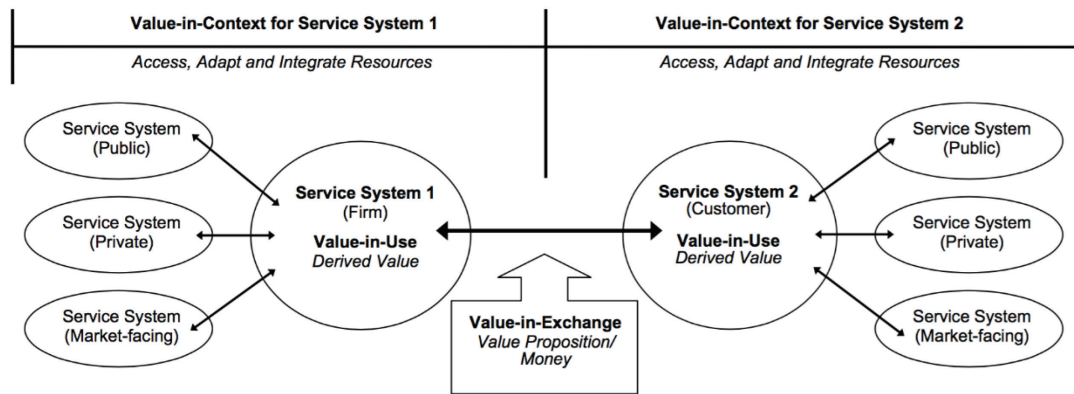 Value-in-Context for Service System 1
Access, Adapt and Integrate Resources
Value-in-Context for Service System 2
Access, Adapt and Integrate Resources
Service System
(Public)
Service System
(Private)
Service System
(Market-facing)
Service System 1
(Firm)
Value-in-Use
Derived Value
Value-in-Exchange
Value Proposition/
Money
Service System 2
(Customer)
Value-in-Use
Derived Value
Service System
(Public)
Service System
(Private)
Service System
(Market-facing)